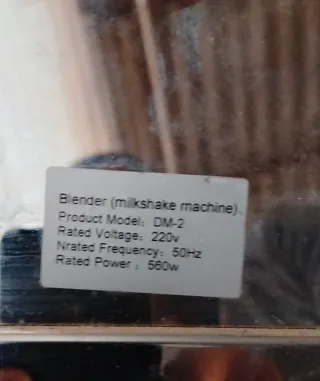 Blender (milkshake machine)、
Product Model：DM-2
Rated Voltage：220v
Nrated Frequency：50Hz
Rated Power ：560w